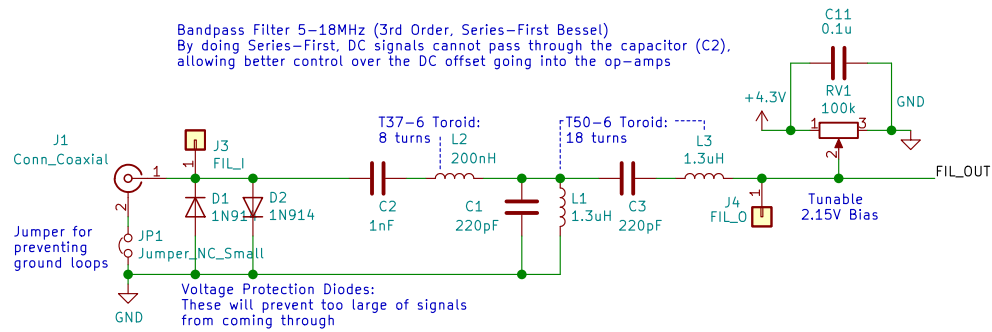 Bandpass Filter 5-18MHz (3rd Order, Series-First Bessel)
By doing Series-First, DC signals cannot pass through the capacitor (C2),
allowing better control over the DC offset going into the op-amps
C11
0.1u
+4.3V
RV1
100k
GND
1
3
2
J1
Conn_Coaxial
1
2
J3
FIL_I
1
T37-6 Toroid:
8 turns
L2
200nH
T50-6 Toroid:
18 turns
L3
1.3uH
FIL_OUT
D1
1N914
D2
1N914
C2
1nF
C1
220pF
L1
1.3uH
C3
220pF
J4
FIL_O
1
Tunable
2.15V Bias
Jumper for
preventing
ground loops
JP1
Jumper_NC_Small
GND
Voltage Protection Diodes:
These will prevent too large of signals
from coming through